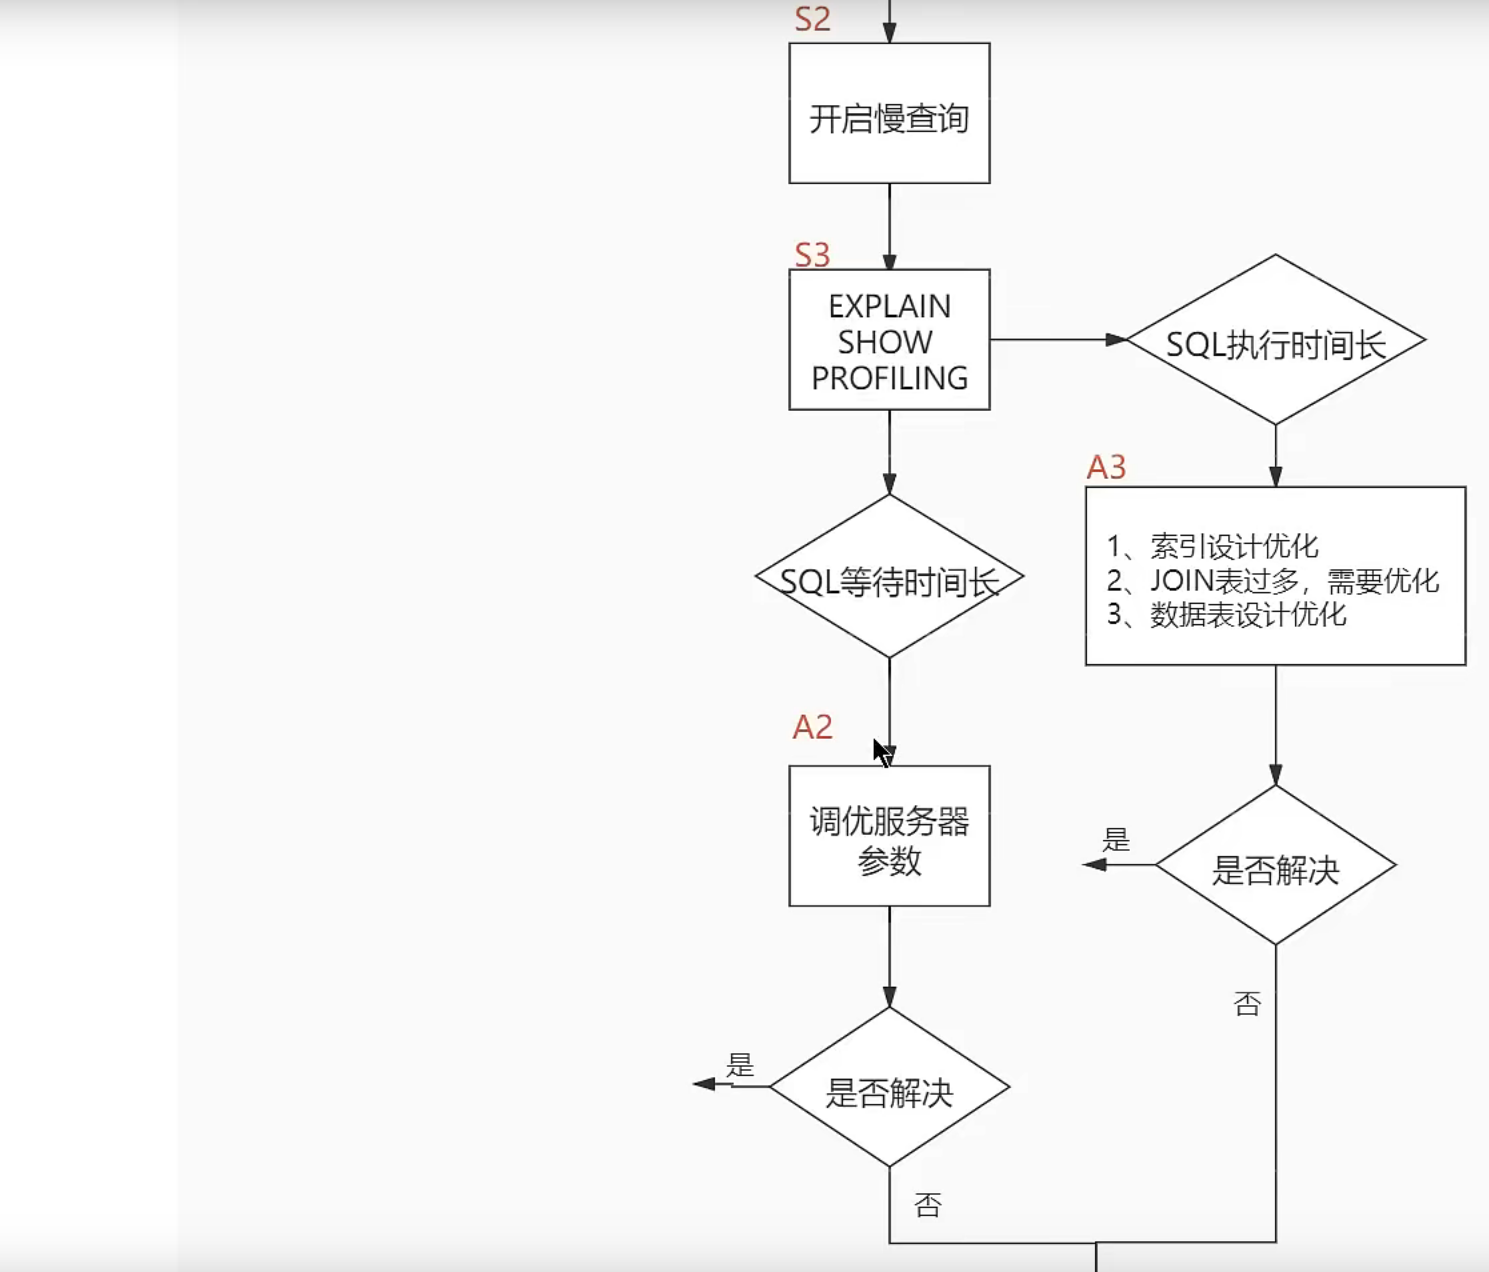 S2
开启慢查询
S3
EXPLAIN
SHOW
PROFILING
SQL执行时间长
A3
1、索引设计优化
2、JOIN表过多，需要优化
3、数据表设计优化
SQL等待时间长
A2
调优服务器
参数
是
是否解决
否
是
是否解决
否